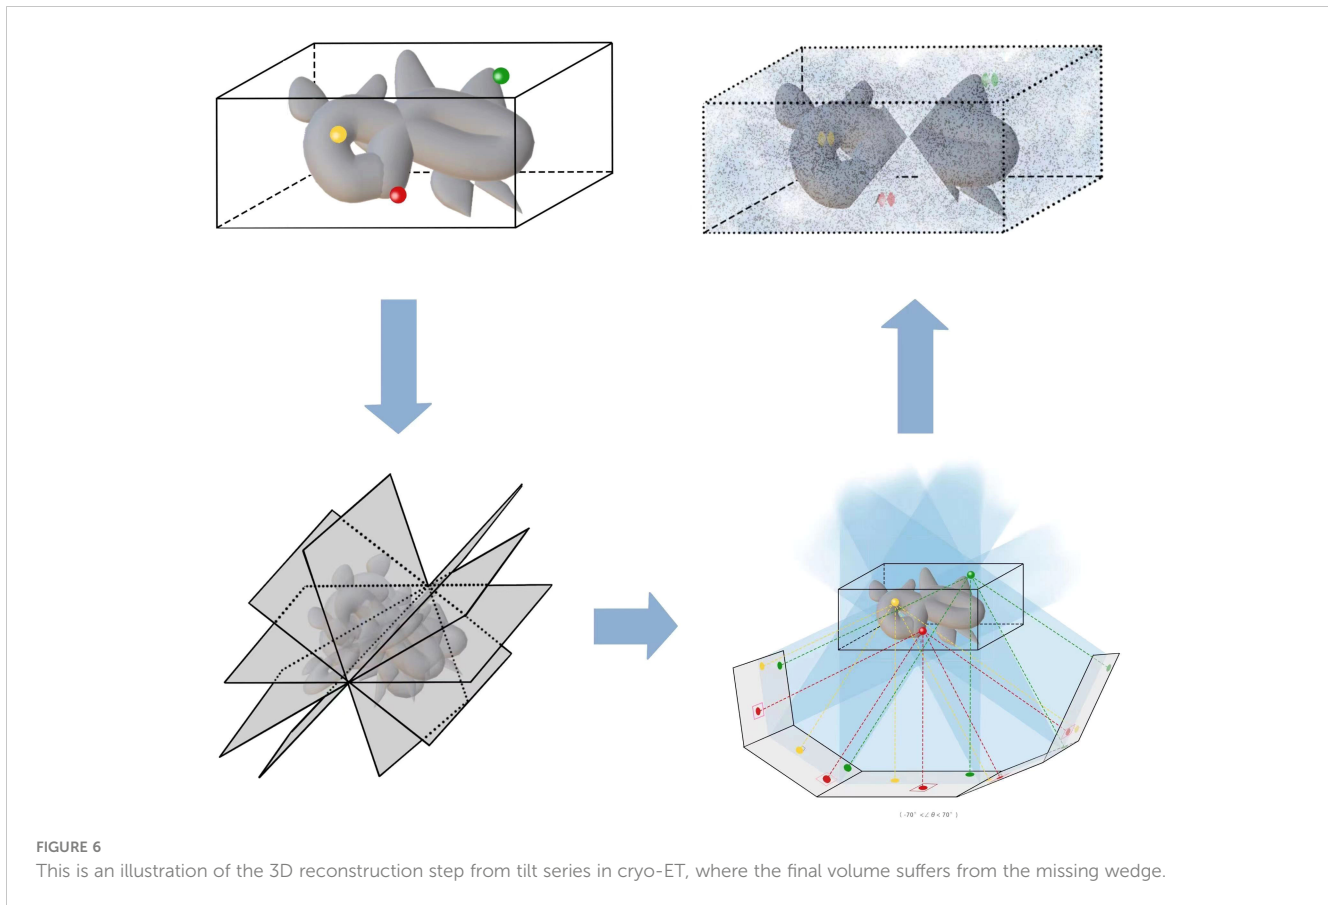 ( -70° <∠ θ < 70° )
FIGURE 6
This is an illustration of the 3D reconstruction step from tilt series in cryo-ET, where the final volume suffers from the missing wedge.